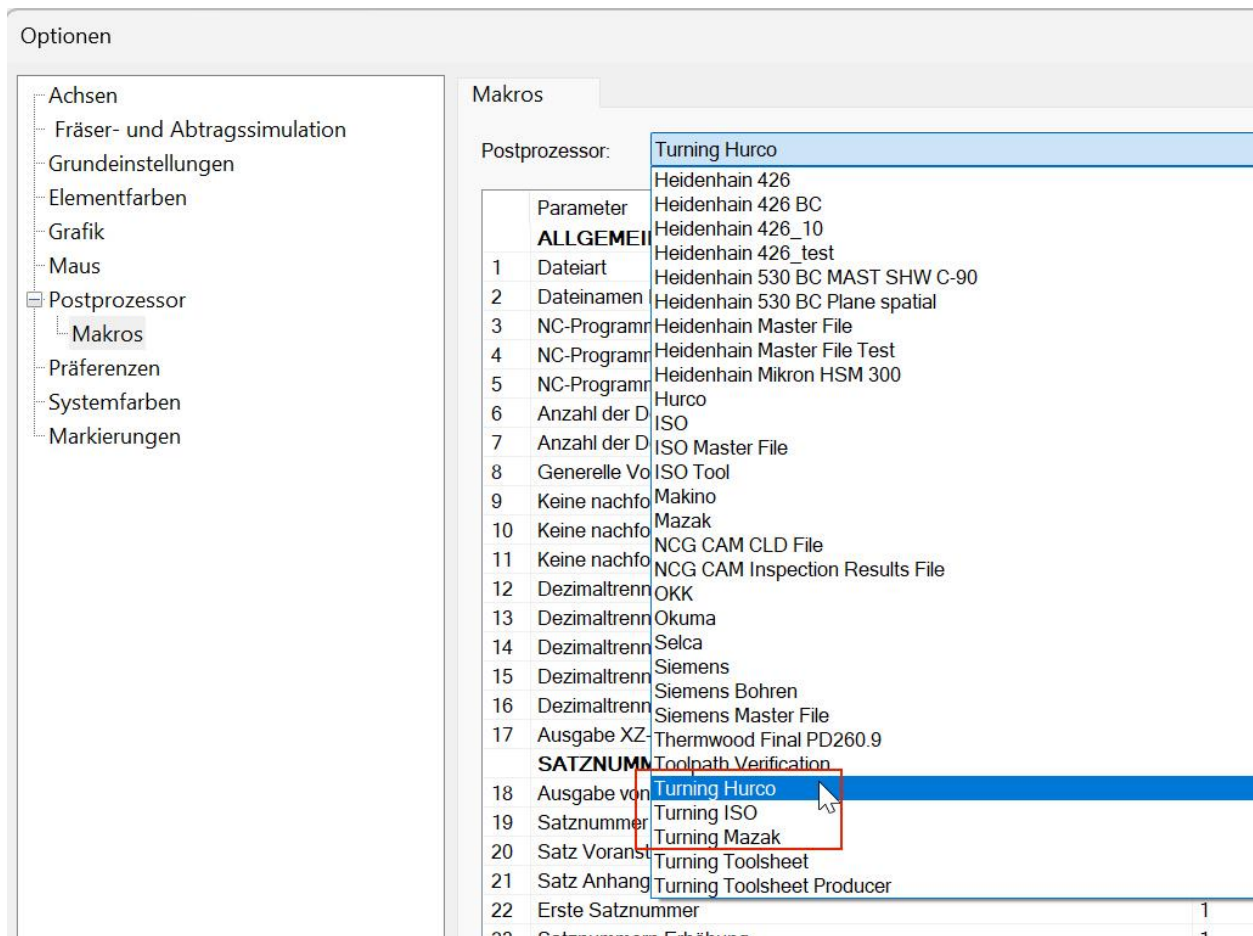 Optionen
Achsen
Fräser- und Abtragssimulation
Grundeinstellungen
Elementfarben
Grafik
Maus
Postprozessor
Makros
Präferenzen
Systemfarben
Markierungen
Makros
Postprozessor:
Turning Hurco
Parameter
ALLGEMEI
1 Dateiart
2 Dateinamen
3 NC-Program
4 NC-Program
5 NC-Program
6 Anzahl der D
7 Anzahl der D
8 Generelle Vo
9 Keine nachfo
10 Keine nachfo
11 Keine nachfo
12 Dezimaltrenn
13 Dezimaltrenn
14 Dezimaltrenn
15 Dezimaltrenn
16 Dezimaltrenn
17 Ausgabe XZ-
SATZNUMM
18 Ausgabe von
19 Satznummer
20 Satz Voranst
21 Satz Anhang
22 Erste Satznummer 1
Heidenhain 426
Heidenhain 426 BC
Heidenhain 426_10
Heidenhain 426_test
Heidenhain 530 BC MAST SHW C-90
Heidenhain 530 BC Plane spatial
Heidenhain Master File
Heidenhain Master File Test
Heidenhain Mikron HSM 300
Hurco
ISO
ISO Master File
ISO Tool
Makino
Mazak
NCG CAM CLD File
NCG CAM Inspection Results File
OKK
Okuma
Selca
Siemens
Siemens Bohren
Siemens Master File
Thermwood Final PD260.9
Toolpath Verification
Turning Hurco
Turning ISO
Turning Mazak
Turning Toolsheet
Turning Toolsheet Producer